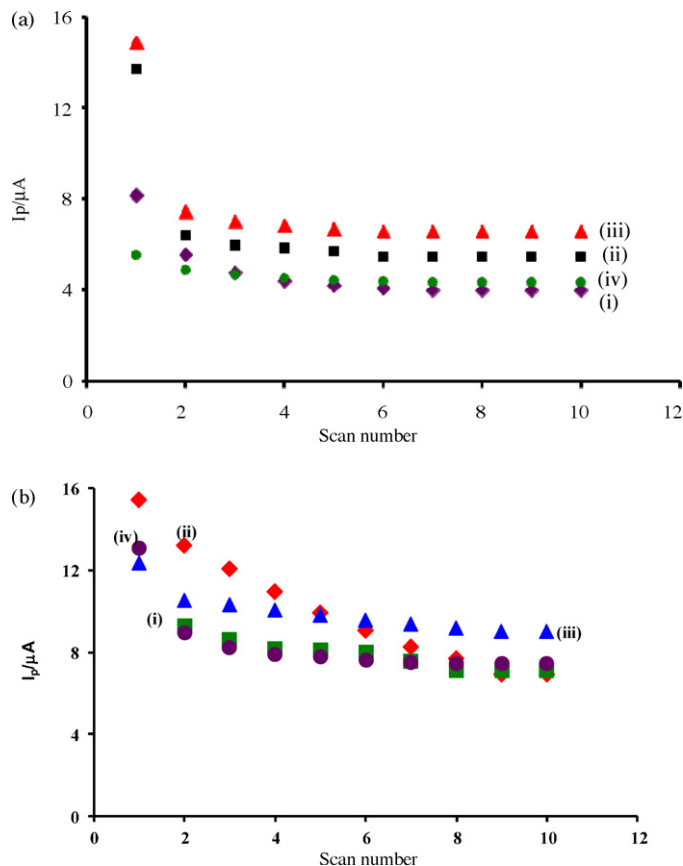 (a)
16
12
8
4
0
Ip/µA
(iii)
(ii)
(iv)
(i)
0 2 4 6 8 10 12
Scan number
(b)
16
12
8
4
0
Ip/µA
(iv)
(ii)
(i)
(iii)
0 2 4 6 8 10 12
Scan number